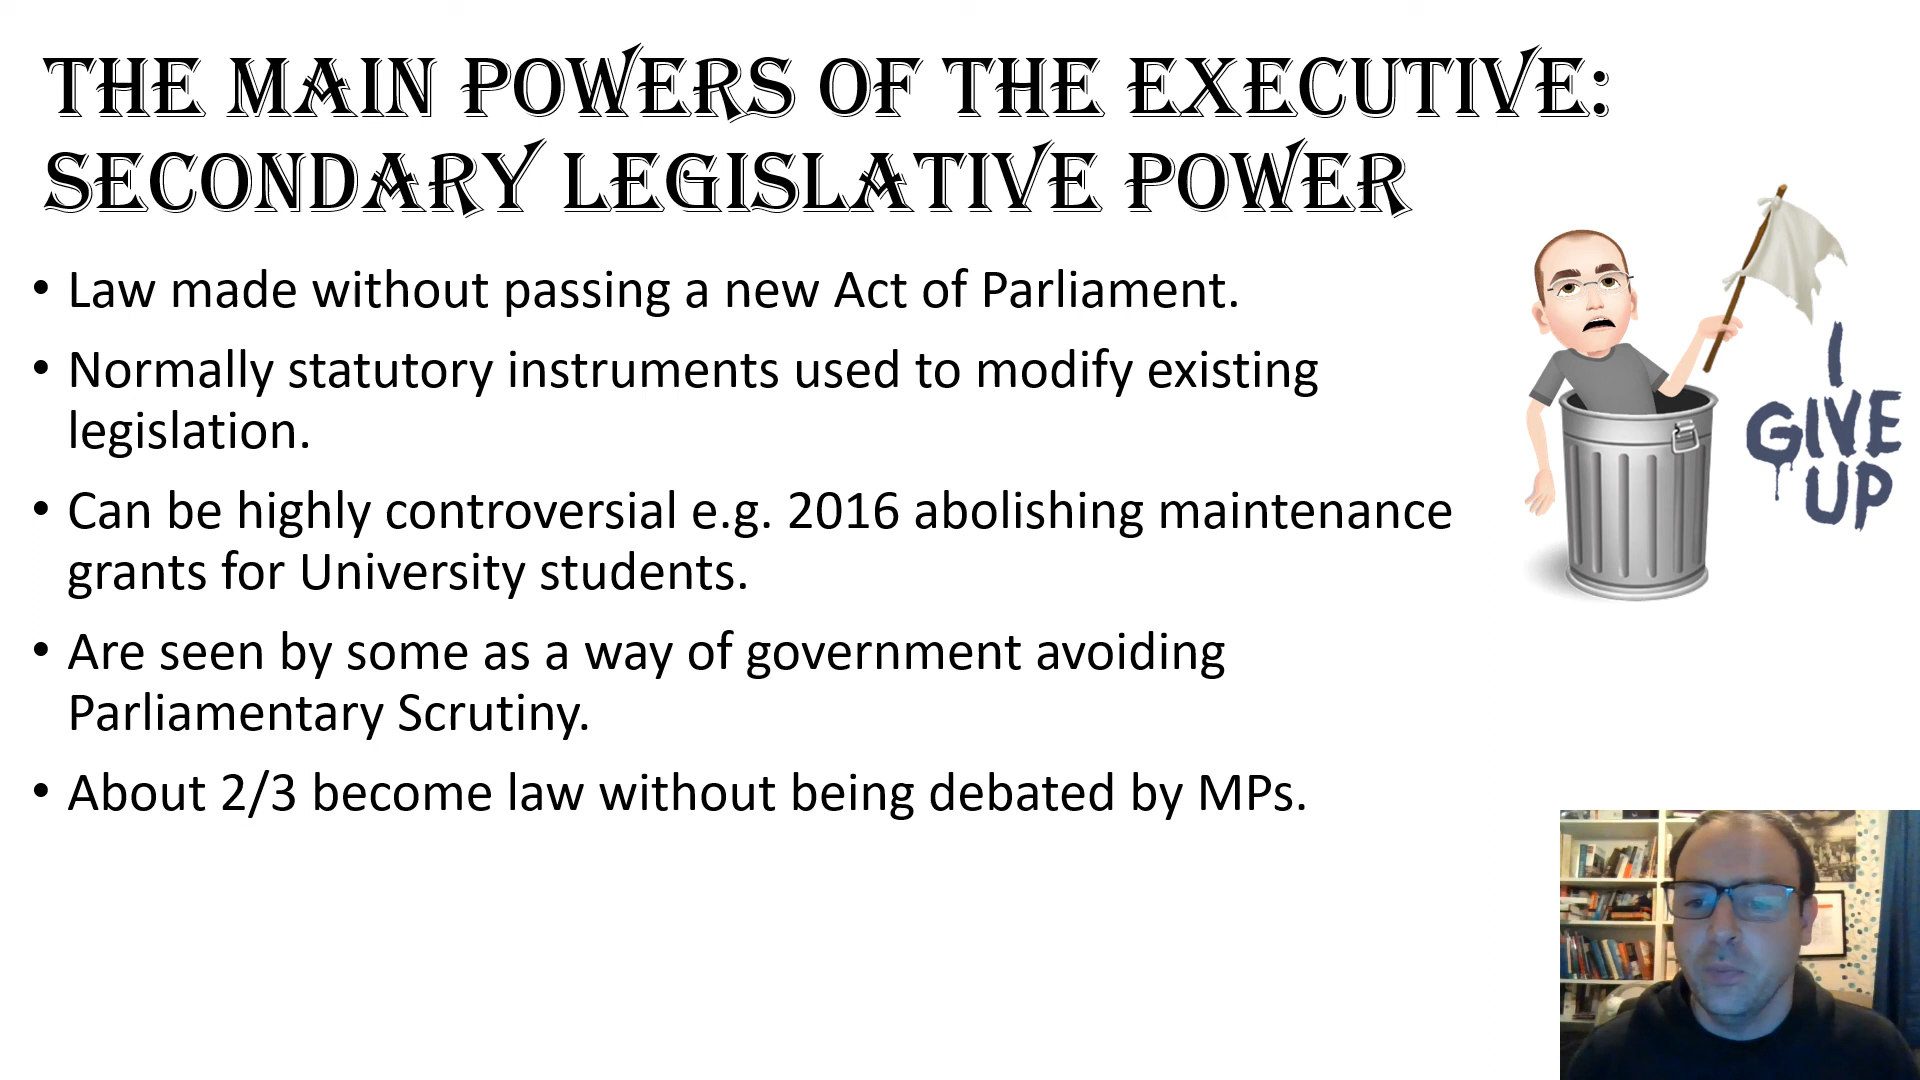 THE MAIN POWERS OF THE EXECUTIVE:
SECONDARY LEGISLATIVE POWER
• Law made without passing a new Act of Parliament.
• Normally statutory instruments used to modify existing
legislation.
• Can be highly controversial e.g. 2016 abolishing maintenance
grants for University students.
• Are seen by some as a way of government avoiding
Parliamentary Scrutiny.
• About 2/3 become law without being debated by MPs.
I
GIVE
UP